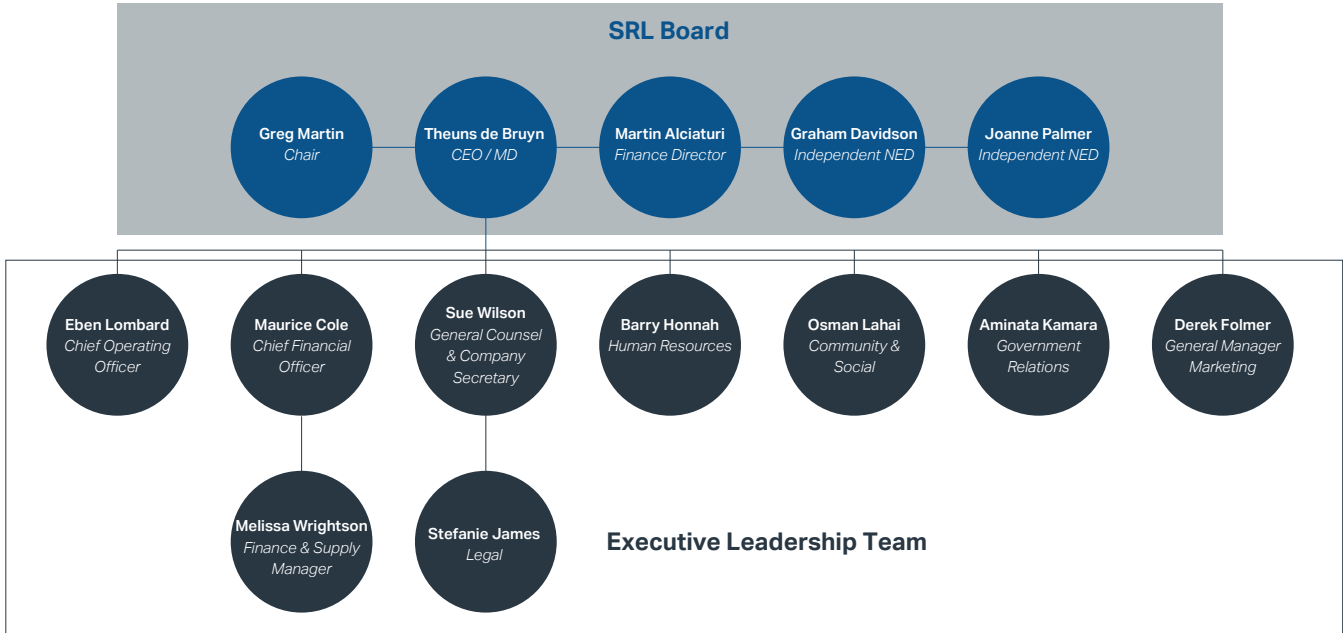 SRL Board
Greg Martin
Chair
Theuns de Bruyn
CEO / MD
Martin Alciaturi
Finance Director
Graham Davidson
Independent NED
Joanne Palmer
Independent NED
Eben Lombard
Chief Operating
Officer
Maurice Cole
Chief Financial
Officer
Sue Wilson
General Counsel
& Company
Secretary
Barry Honnah
Human Resources
Osman Lahai
Community &
Social
Aminata Kamara
Government
Relations
Derek Folmer
General Manager
Marketing
Melissa Wrightson
Finance & Supply
Manager
Stefanie James
Legal
Executive Leadership Team